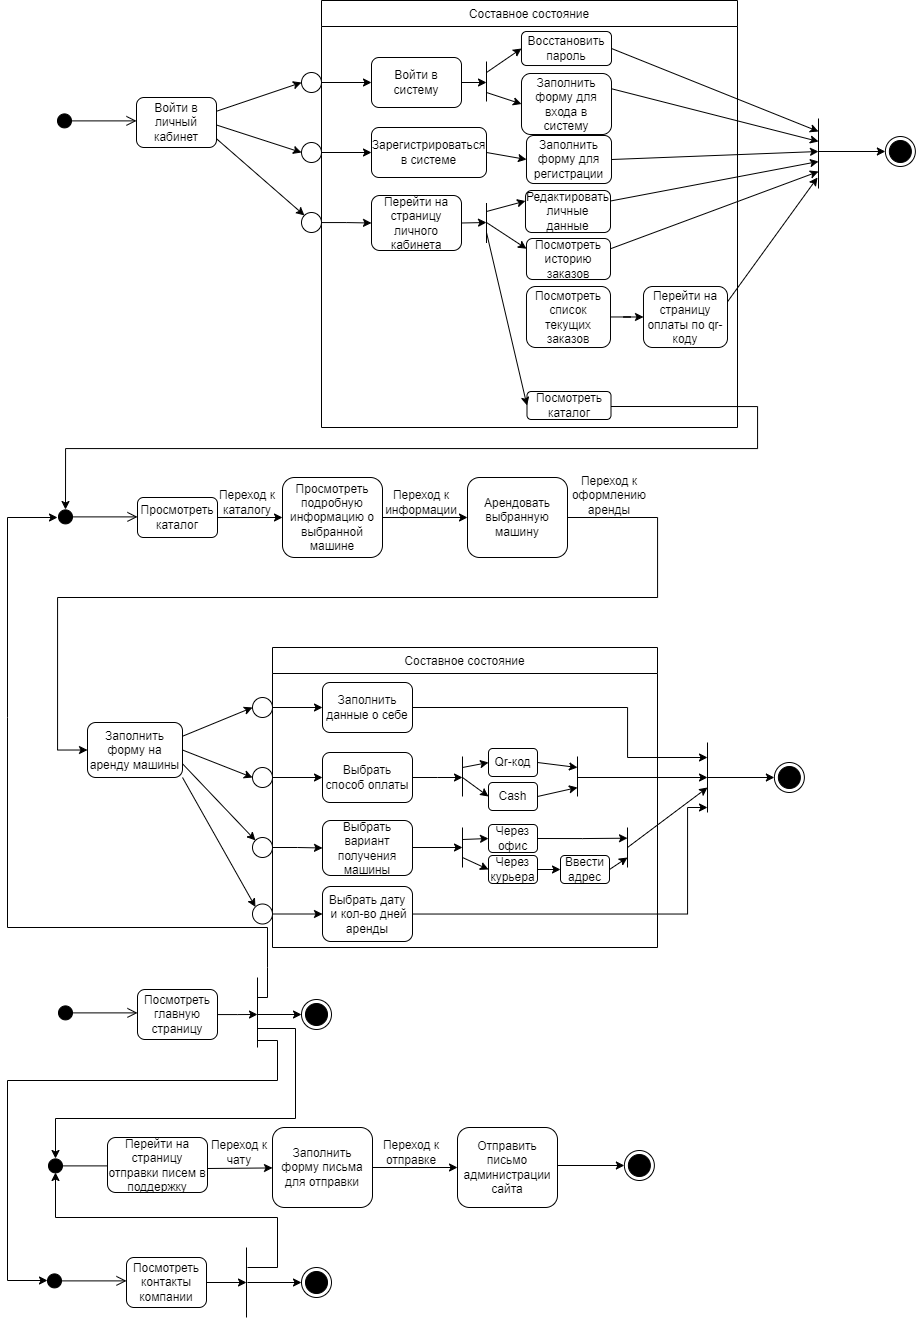 Составное состояние
Восстановить
пароль
Войти в
систему
Заполнить
форму для
входа в
систему
Войти в
личный
кабинет
Зарегистрироваться
в системе
Заполнить
форму для
регистрации
Перейти на
страницу
личного
кабинета
Редактировать
личные
данные
Посмотреть
историю
заказов
Посмотреть
список
текущих
заказов
Перейти на
страницу
оплаты по qr-
коду
Посмотреть
каталог
Просмотреть
каталог
Переход к
каталогу
Просмотреть
подробную
информацию о
выбранной
машине
Переход к
информации
Арендовать
выбранную
машину
Переход к
оформлению
аренды
Составное состояние
Заполнить
форму на
аренду машины
Заполнить
данные о себе
Выбрать
способ оплаты
Qr-код
Cash
Выбрать
вариант
получения
машины
Через
офис
Через
курьера
Ввести
адрес
Выбрать дату
и кол-во дней
аренды
Посмотреть
главную
страницу
Перейти на
страницу
отправки писем в
поддержку
Переход к
чату
Заполнить
форму письма
для отправки
Переход к
отправке
Отправить
письмо
администрации
сайта
Посмотреть
контакты
компании